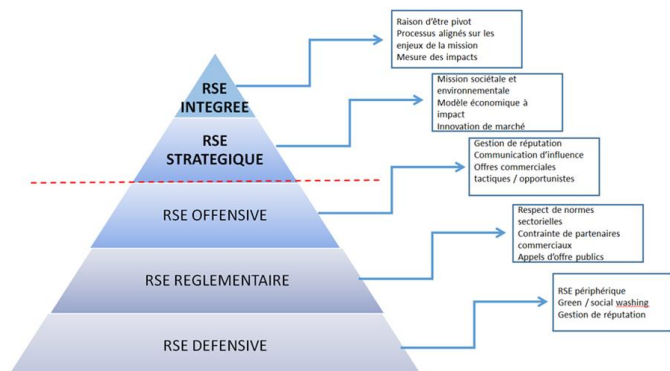 Raison d'être pivot
Processus alignés sur les
enjeux de la mission
Mesure des impacts
RSE
INTEGREE
Mission sociétale et
environnementale
Modèle économique à
impact
Innovation de marché
RSE
STRATEGIQUE
Gestion de réputation
Communication d'influence
Offres commerciales
tactiques / opportunistes
RSE OFFENSIVE
Respect de normes
sectorielles
Contrainte de partenaires
commerciaux
Appels d'offre publics
RSE REGLEMENTAIRE
RSE périphérique
Green / social washing
Gestion de réputation
RSE DEFENSIVE